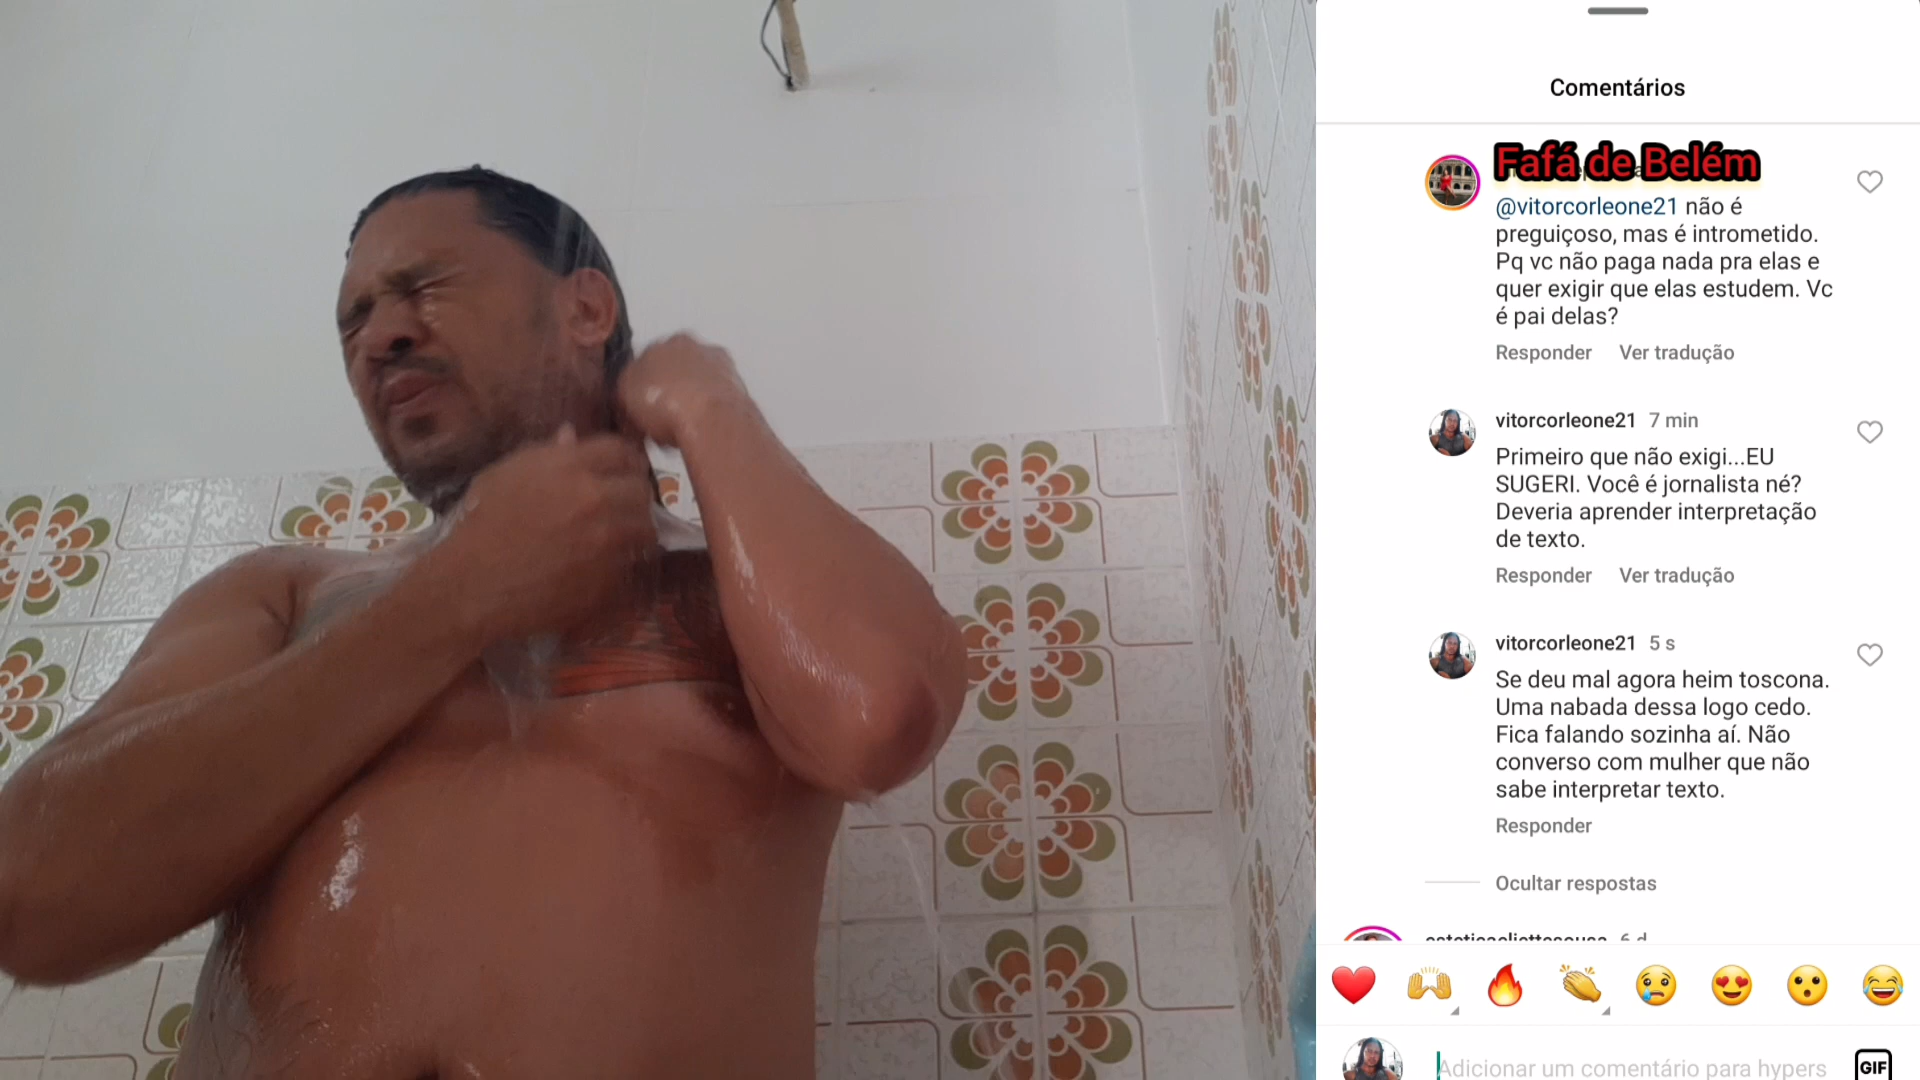 Comentários
Fafá de Belém
@vitorcorleone21 não é
preguiçoso, mas é intrometido.
Pq vc não paga nada pra elas e
quer exigir que elas estudem. Vc
é pai delas?
Responder Ver tradução
vitorcorleone21 7 min
Primeiro que não exigi...EU
SUGERI. Você é jornalista né?
Deveria aprender interpretação
de texto.
Responder Ver tradução
vitorcorleone21 5 s
Se deu mal agora heim toscona.
Uma nabada dessa logo cedo.
Fica falando sozinha aí. Não
converso com mulher que não
sabe interpretar texto.
Responder
Ocultar respostas
6 d
Adicionar um comentário para hypers
GIF